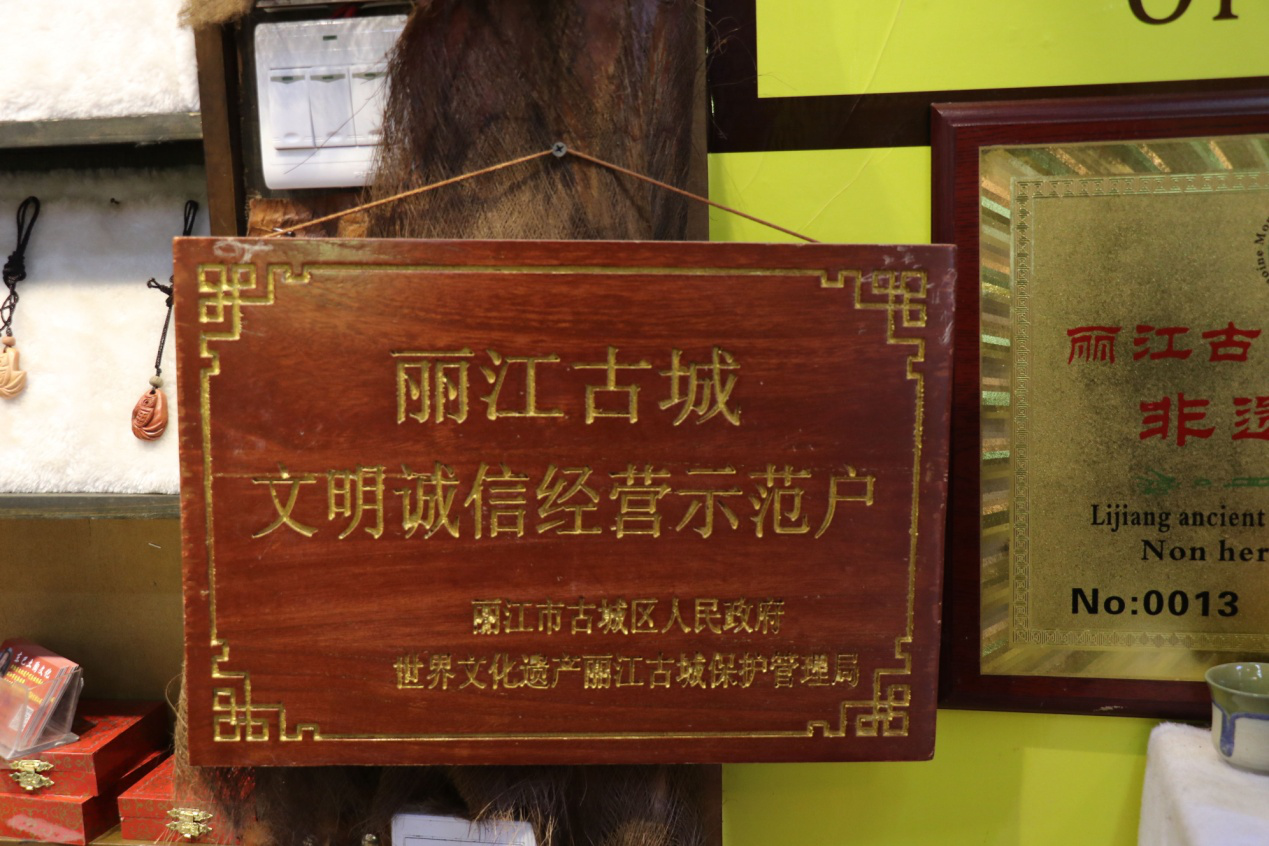 丽江古城
文明诚信经营示范户
丽江市古城区人民政府
世界文化遗产丽江古城保护管理局
丽江古
非遗
Lijiang ancient
Non her
No:0013